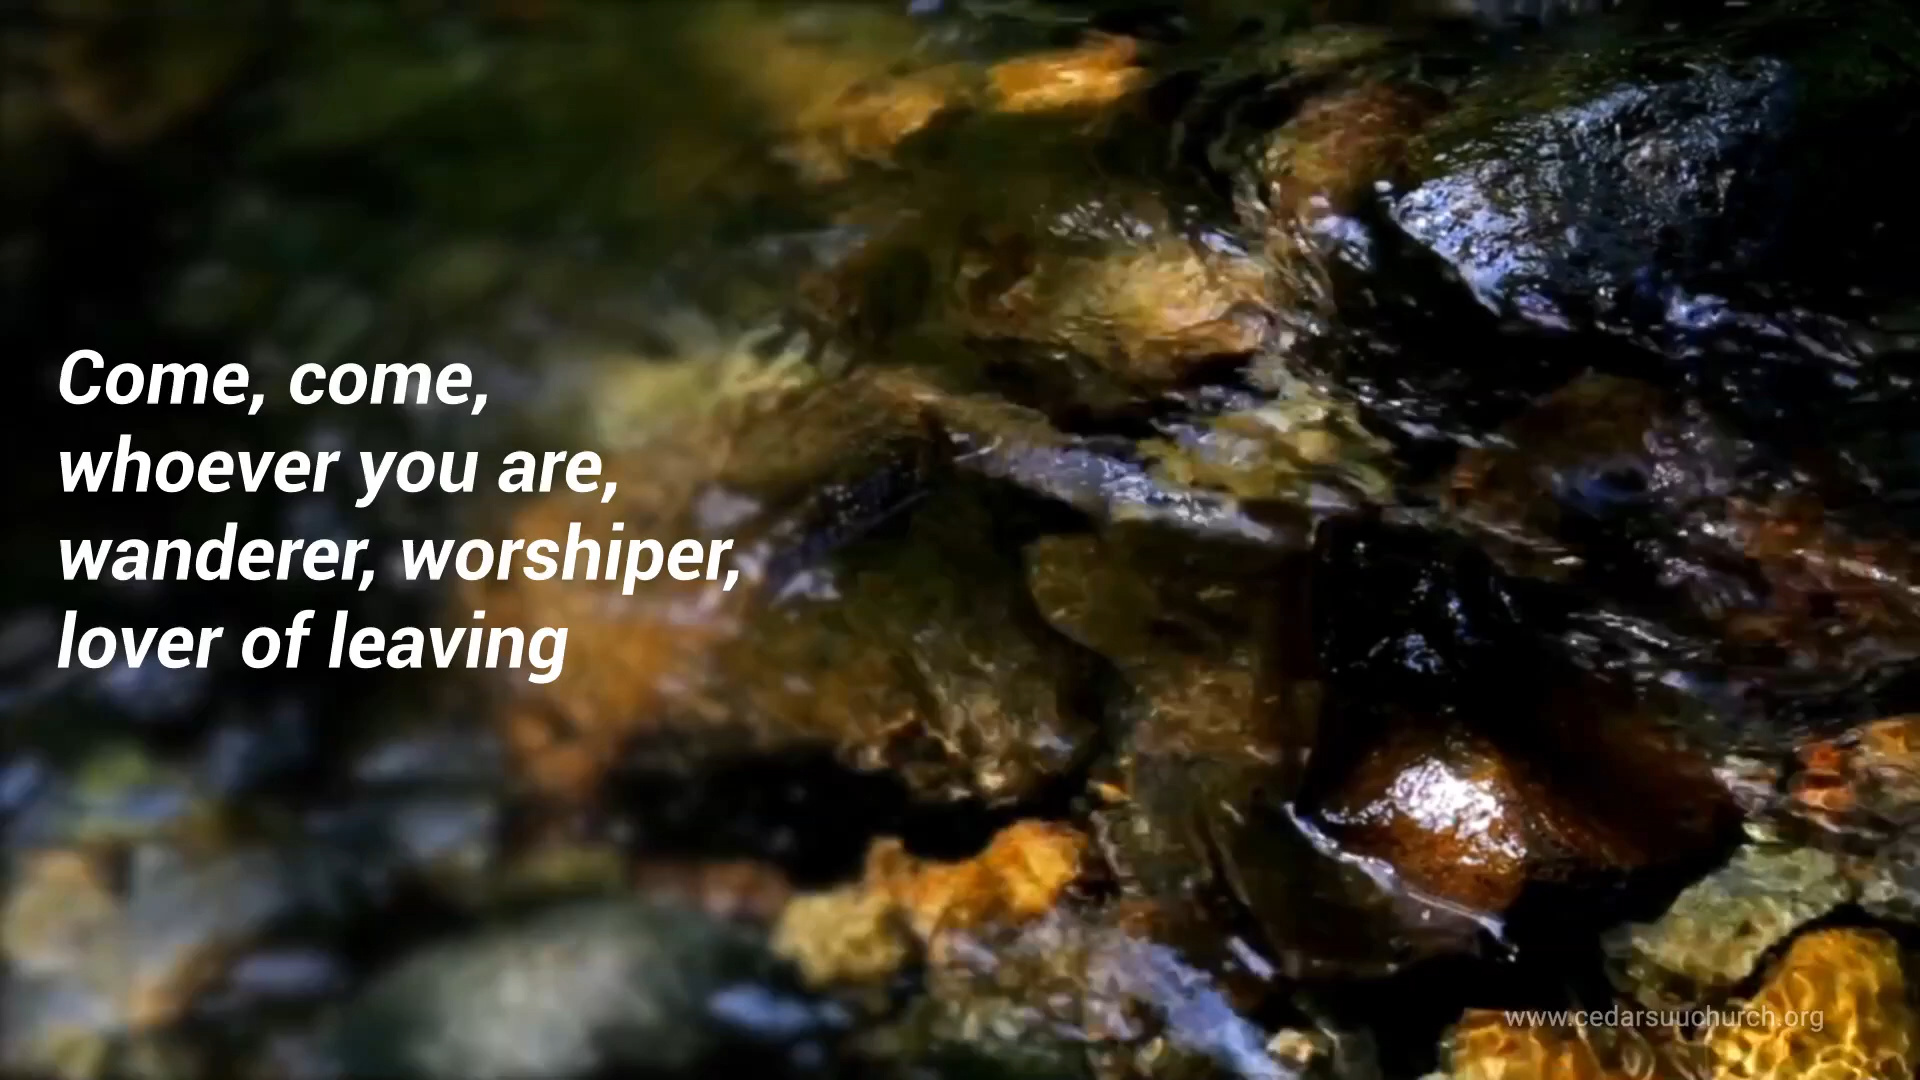 Come, come,
whoever you are,
wanderer, worshiper,
lover of leaving
www.cedarsuuchurch.org